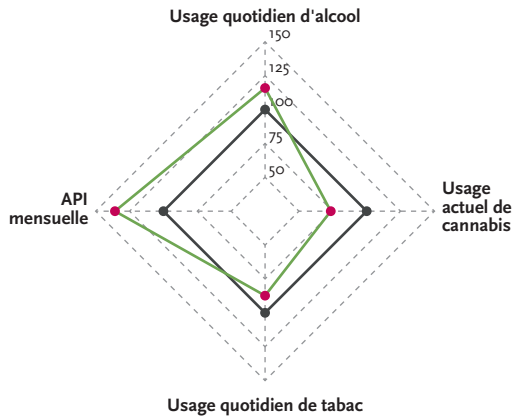 Usage quotidien d'alcool
150
125
100
75
50
API
mensuelle
Usage
actuel de
cannabis
Usage quotidien de tabac